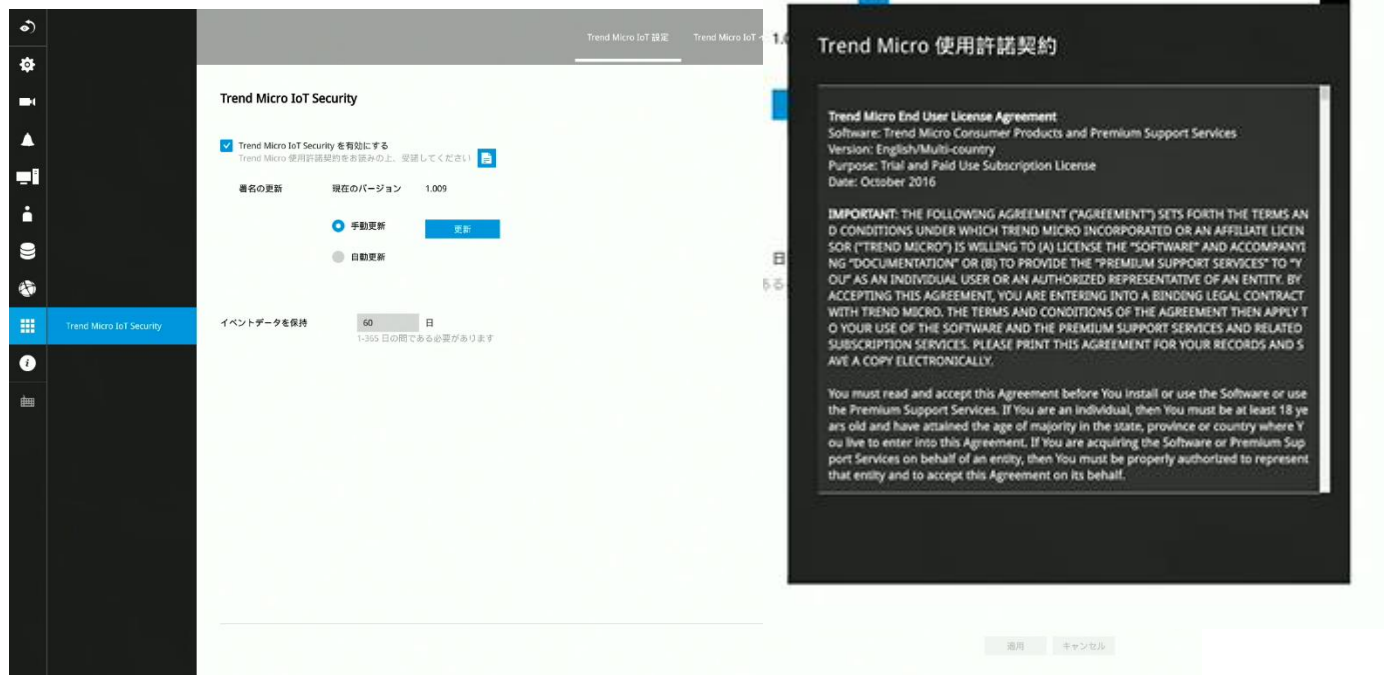 Trend Micro IoT 設定
Trend Micro IoT
Trend Micro IoT Security
Trend Micro IoT Security を有効にする
Trend Micro 使用許諾契約をお読みの上、受諾してください
署名の更新 現在のバージョン 1.009
手動更新 更新
自動更新
Trend Micro IoT Security
イベントデータを保持 60 日
1-365 日の間である必要があります
日
ある
Trend Micro 使用許諾契約
Trend Micro End User License Agreement
Software: Trend Micro Consumer Products and Premium Support Services
Version: English/Multi-country
Purpose: Trial and Paid Use Subscription License
Date: October 2016
IMPORTANT: THE FOLLOWING AGREEMENT ("AGREEMENT") SETS FORTH THE TERMS AN
D CONDITIONS UNDER WHICH TREND MICRO INCORPORATED OR AN AFFILIATE LICEN
SOR ("TREND MICRO") IS WILLING TO (A) LICENSE THE "SOFTWARE" AND ACCOMPANYI
NG "DOCUMENTATION" OR (B) TO PROVIDE THE "PREMIUM SUPPORT SERVICES" TO "Y
OU" AS AN INDIVIDUAL USER OR AN AUTHORIZED REPRESENTATIVE OF AN ENTITY. BY
ACCEPTING THIS AGREEMENT, YOU ARE ENTERING INTO A BINDING LEGAL CONTRACT
WITH TREND MICRO. THE TERMS AND CONDITIONS OF THE AGREEMENT THEN APPLY T
O YOUR USE OF THE SOFTWARE AND THE PREMIUM SUPPORT SERVICES AND RELATED
SUBSCRIPTION SERVICES. PLEASE PRINT THIS AGREEMENT FOR YOUR RECORDS AND S
AVE A COPY ELECTRONICALLY.
You must read and accept this Agreement before You install or use the Software or use
the Premium Support Services. If You are an individual, then You must be at least 18 ye
ars old and have attained the age of majority in the state, province or country where Y
ou live to enter into this Agreement. If You are acquiring the Software or Premium Sup
port Services on behalf of an entity, then You must be properly authorized to represent
that entity and to accept this Agreement on its behalf.
適用 キャンセル